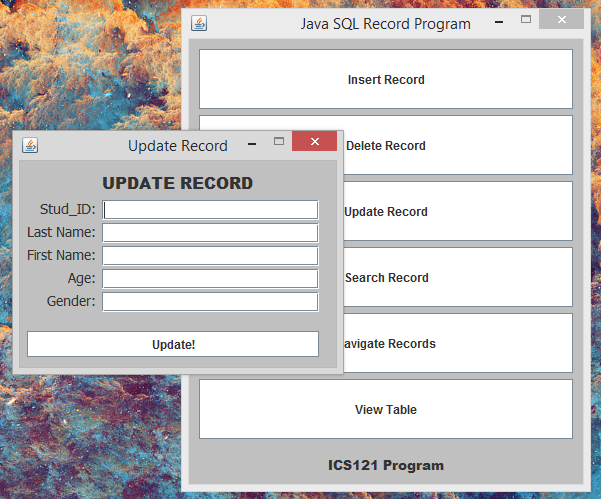 Java SQL Record Program
Insert Record
Delete Record
Update Record
Search Record
avigate Records
View Table
ICS121 Program
Update Record
UPDATE RECORD
Stud_ID:
Last Name:
First Name:
Age:
Gender:
Update!